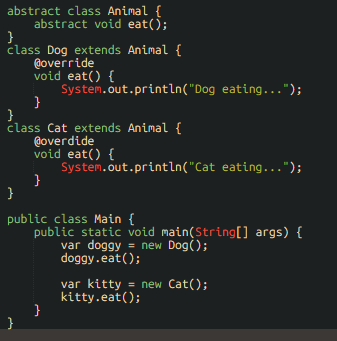 abstract class Animal {
    abstract void eat();
}
class Dog extends Animal {
    @override
    void eat() {
        System.out.println("Dog eating...");
    }
}
class Cat extends Animal {
    @overdide
    void eat() {
        System.out.println("Cat eating...");
    }
}

public class Main {
    public static void main(String[] args) {
        var doggy = new Dog();
        doggy.eat();

        var kitty = new Cat();
        kitty.eat();
    }
}